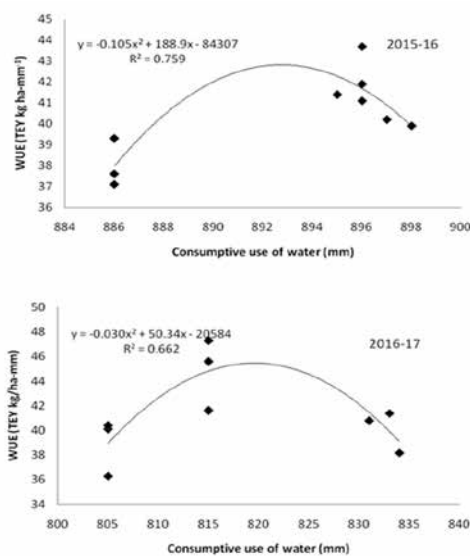 45
44
43
42
41
40
39
38
37
36
WUE (TEY kg ha-mm⁻¹)
y = -0.105x² + 188.9x - 84307
R² = 0.759
2015-16
884 886 888 890 892 894 896 898 900
Consumptive use of water (mm)
50
48
46
44
42
40
38
36
34
WUE (TEY kg/ha-mm)
y = -0.030x² + 50.34x - 20584
R² = 0.662
2016-17
800 805 810 815 820 825 830 835 840
Consumptive use of water (mm)